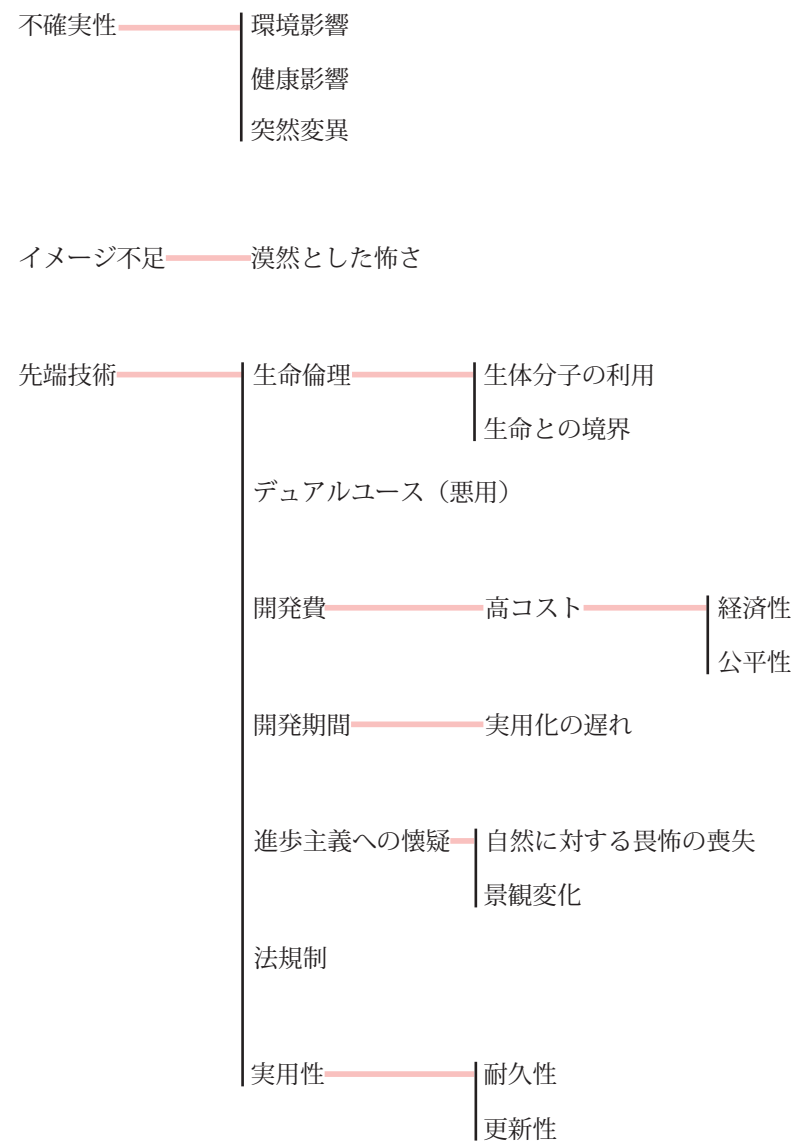 不確実性 環境影響
健康影響
突然変異
イメージ不足 漠然とした怖さ
先端技術 生命倫理 生体分子の利用
生命との境界
デュアルユース（悪用）
開発費 高コスト 経済性
公平性
開発期間 実用化の遅れ
進歩主義への懐疑 自然に対する畏怖の喪失
景観変化
法規制
実用性 耐久性
更新性